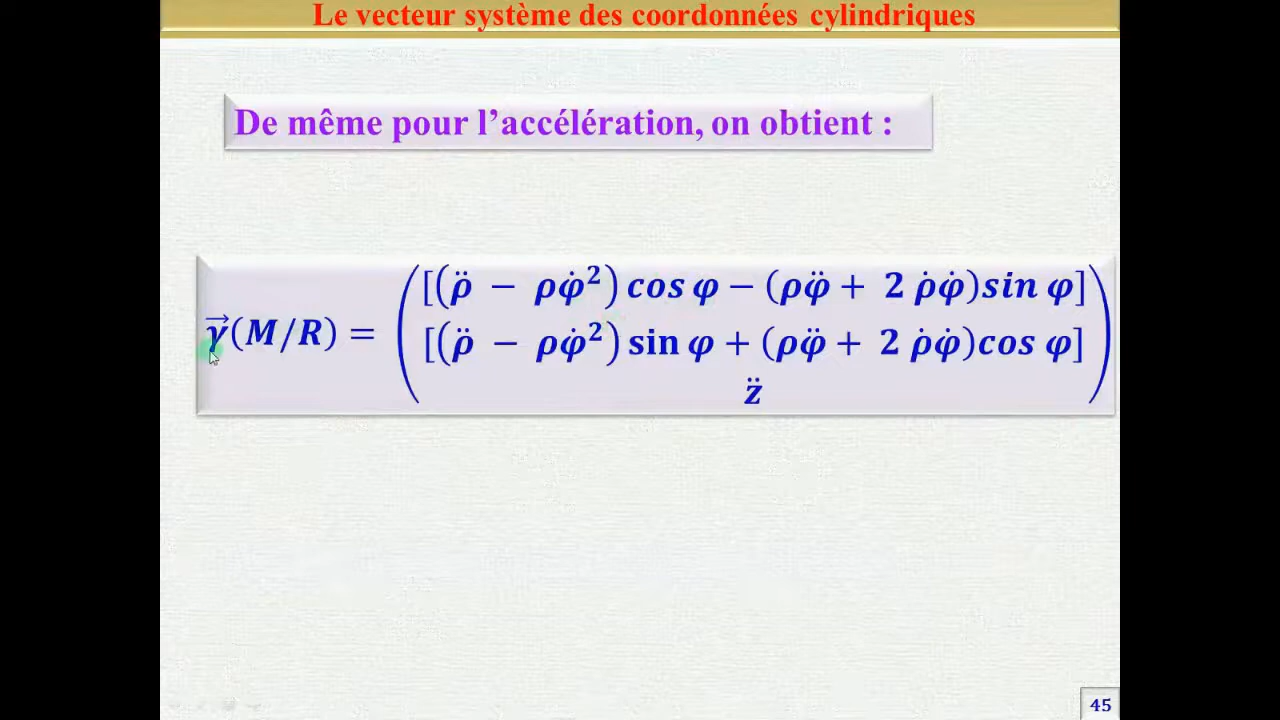 Le vecteur système des coordonnées cylindriques
De même pour l’accélération, on obtient :
[(ρ̈ − ρφ̇²) cos φ − (ρφ̈ + 2 ρ̇φ̇)sin φ]
γ⃗(M/R) = [(ρ̈ − ρφ̇²) sin φ + (ρφ̈ + 2 ρ̇φ̇)cos φ]
z̈
45